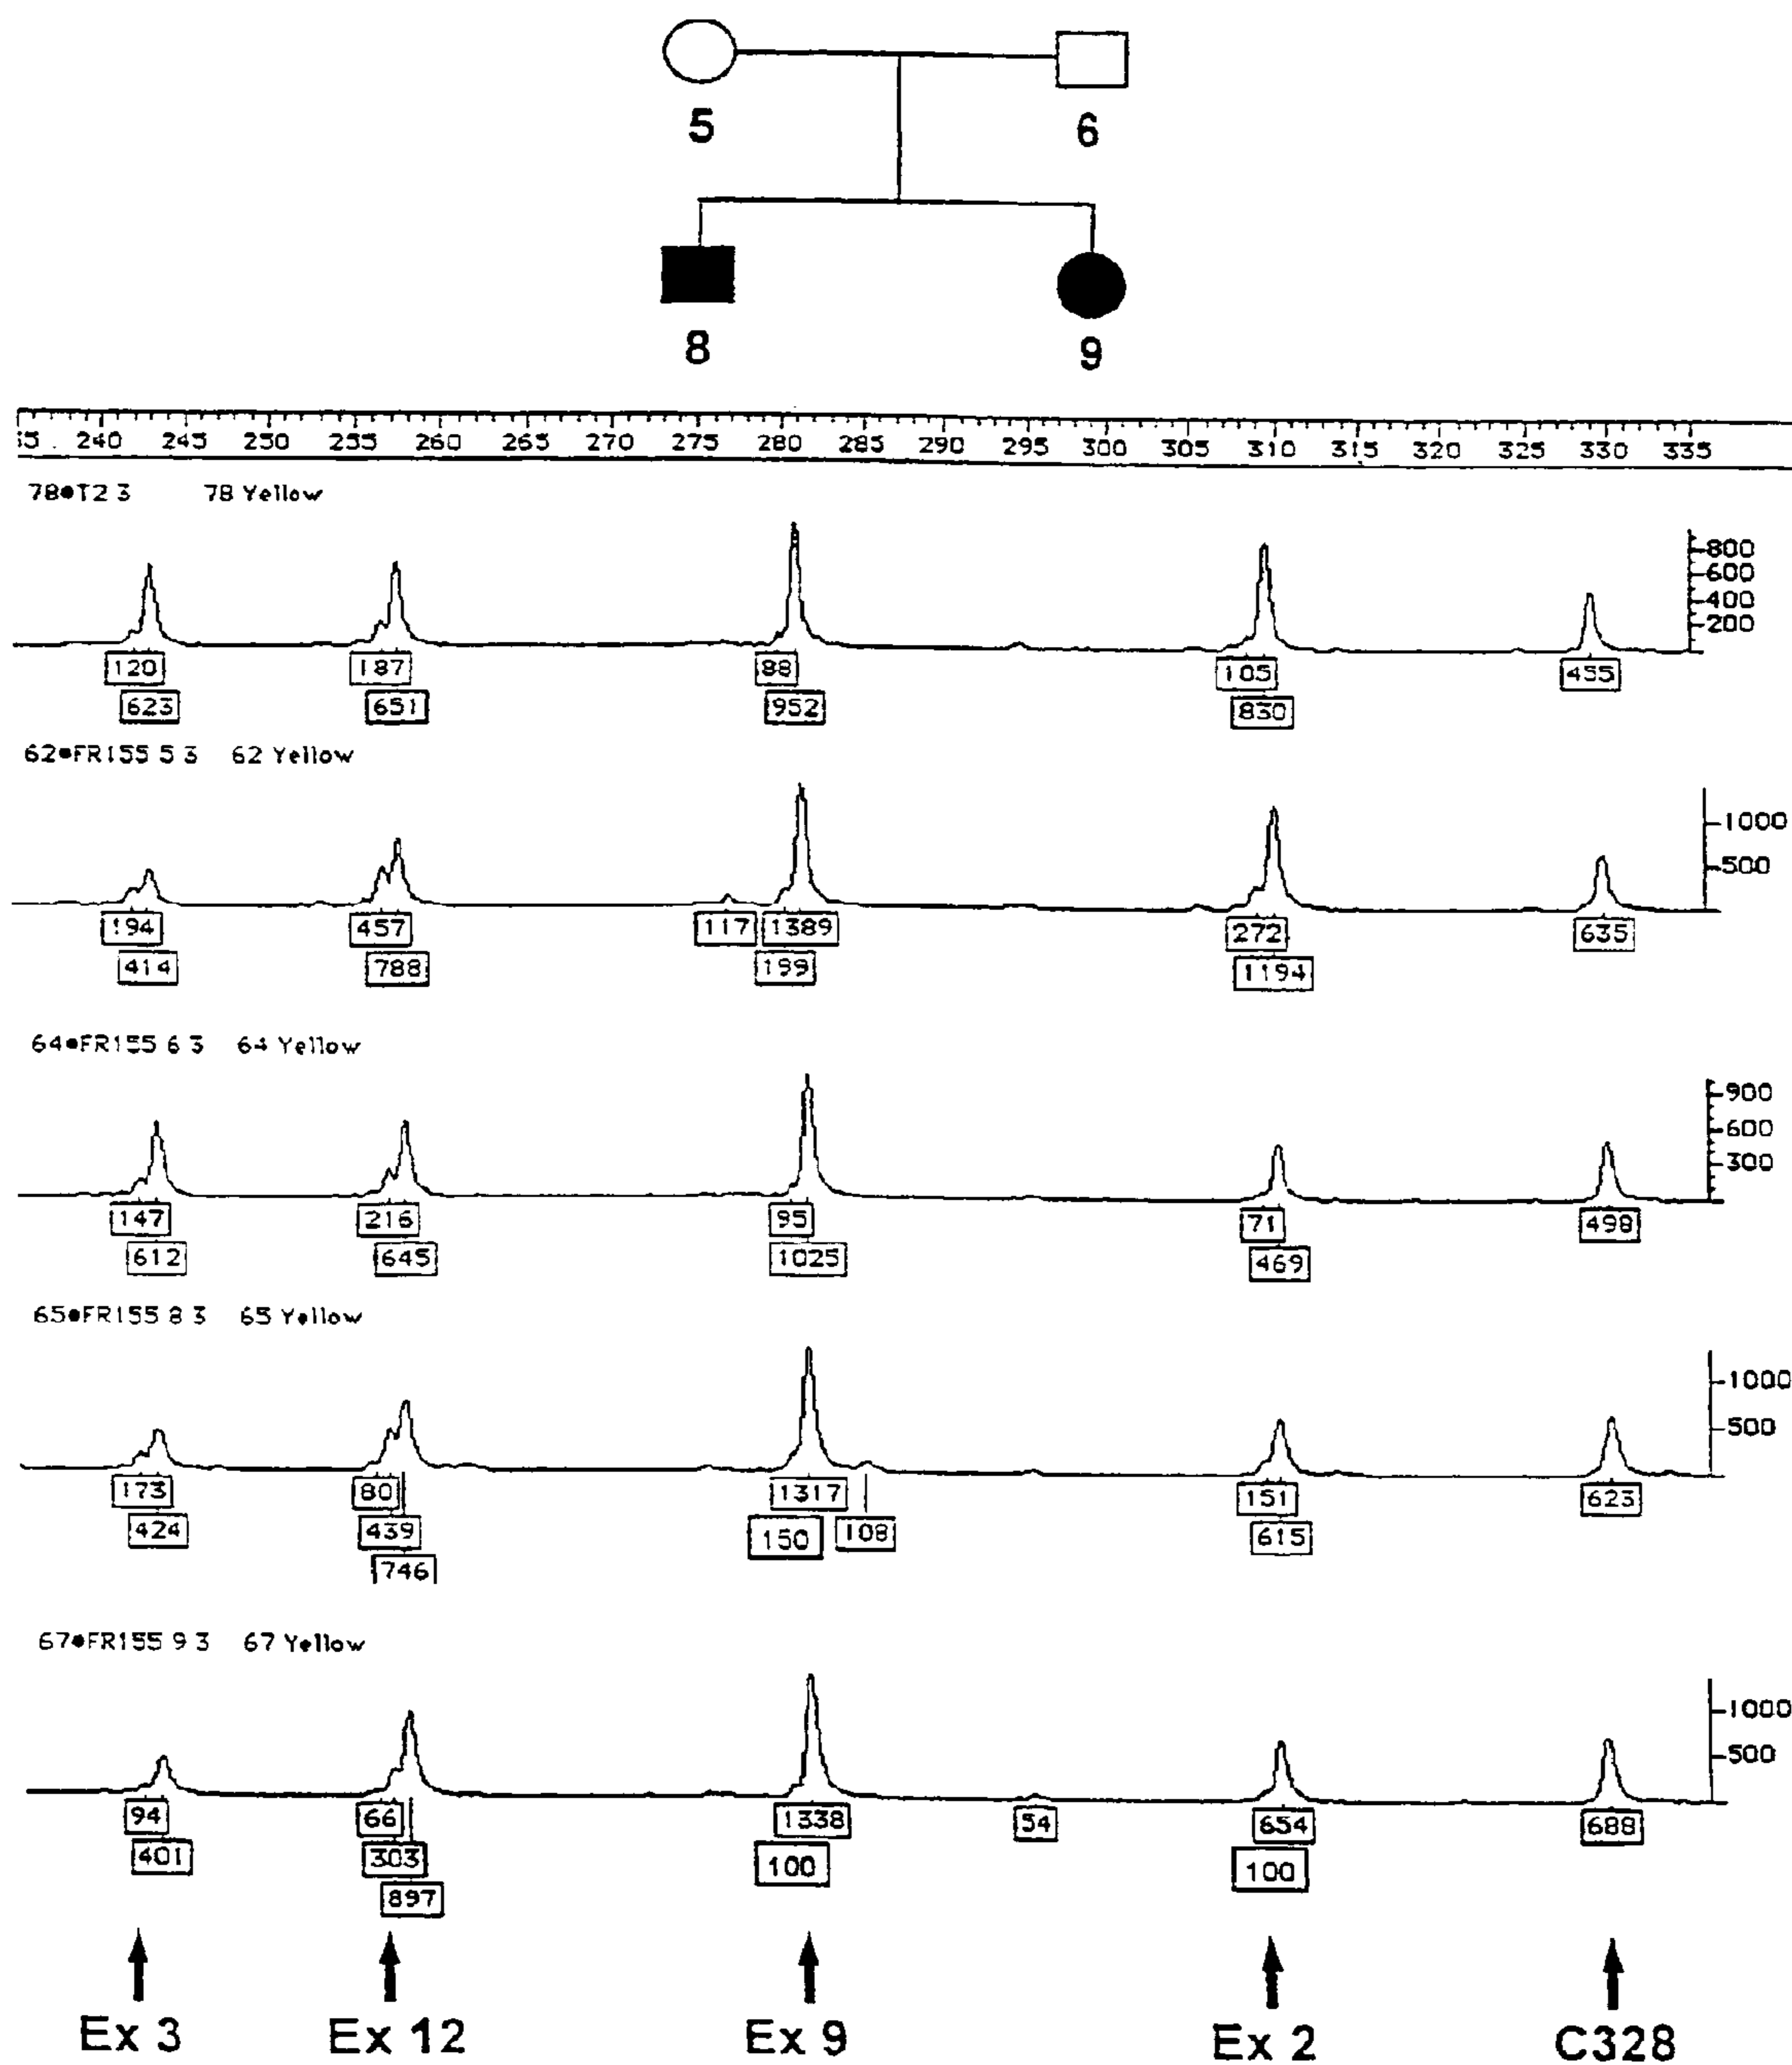 5 6
8 9
240 245 250 255 260 265 270 275 280 285 290 295 300 305 310 315 320 325 330 335
78●T2 3 78 Yellow
800
600
400
200
120 187 88 105 455
623 651 952 830
62●FR155 5 3 62 Yellow
1000
500
194 457 117 1389 272 635
414 788 199 1194
64●FR155 6 3 64 Yellow
900
600
300
147 216 95 71 498
612 645 1025 469
65●FR155 8 3 65 Yellow
1000
500
173 80 1317 151 623
424 439 150 108 615
746
67●FR155 9 3 67 Yellow
1000
500
94 66 1338 54 654 688
401 303 100 100
897
Ex 3 Ex 12 Ex 9 Ex 2 C328